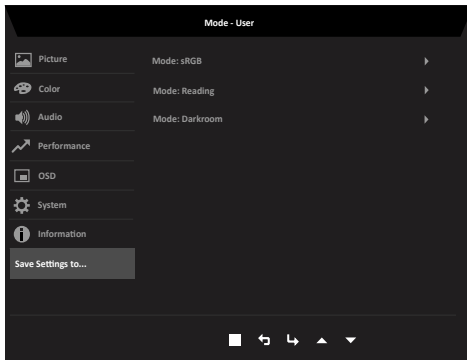 Mode - User
Picture
Color
Audio
Performance
OSD
System
Information
Save Settings to...
Mode: sRGB
Mode: Reading
Mode: Darkroom